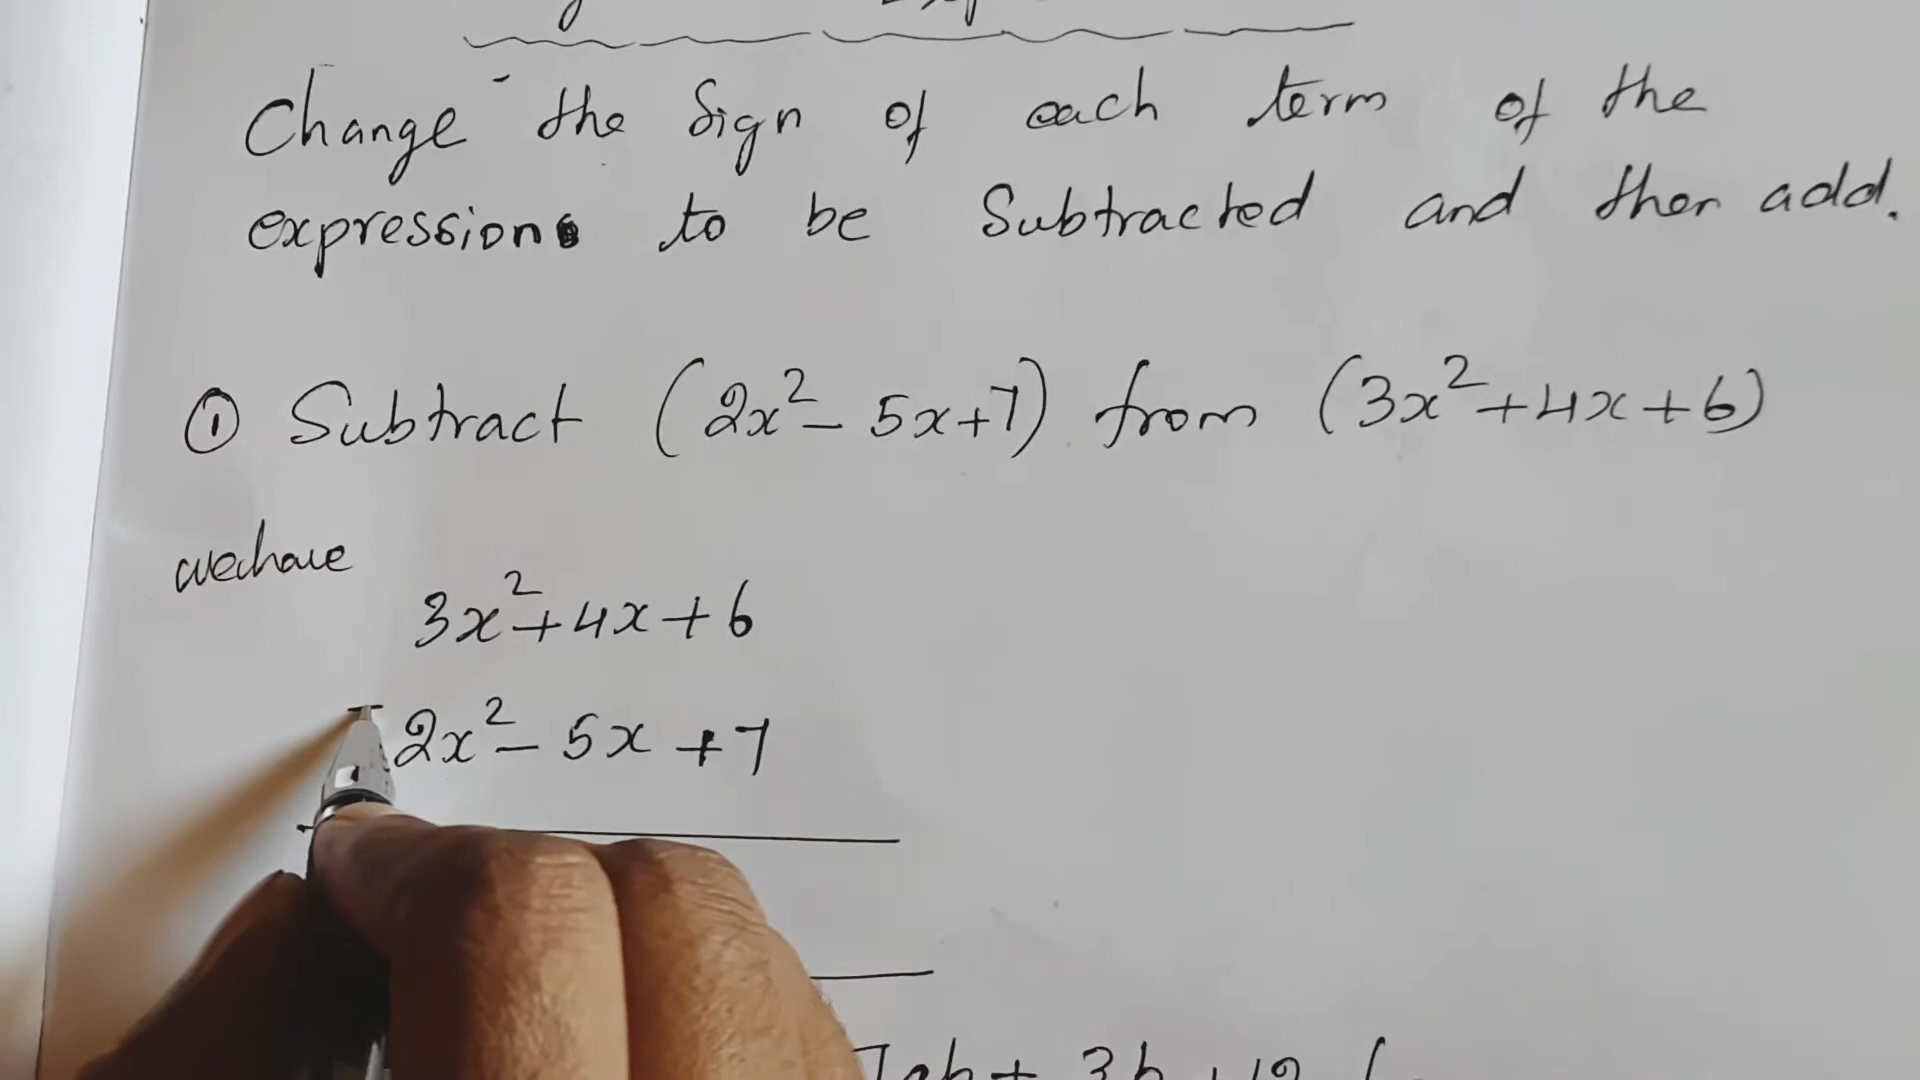 Change the Sign of each term of the
expressions to be Subtracted and then add.
① Subtract (2x² - 5x+7) from (3x²+4x+6)
we have
3x²+4x+6
- 2x² - 5x +7